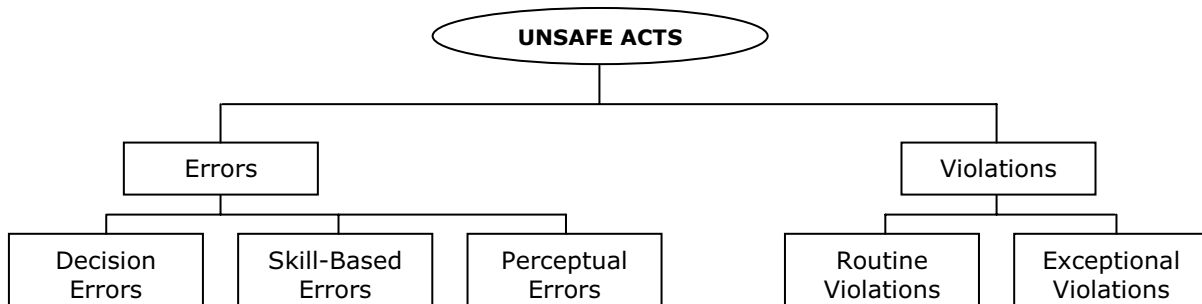 UNSAFE ACTS
Errors
Violations
Decision
Errors
Skill-Based
Errors
Perceptual
Errors
Routine
Violations
Exceptional
Violations